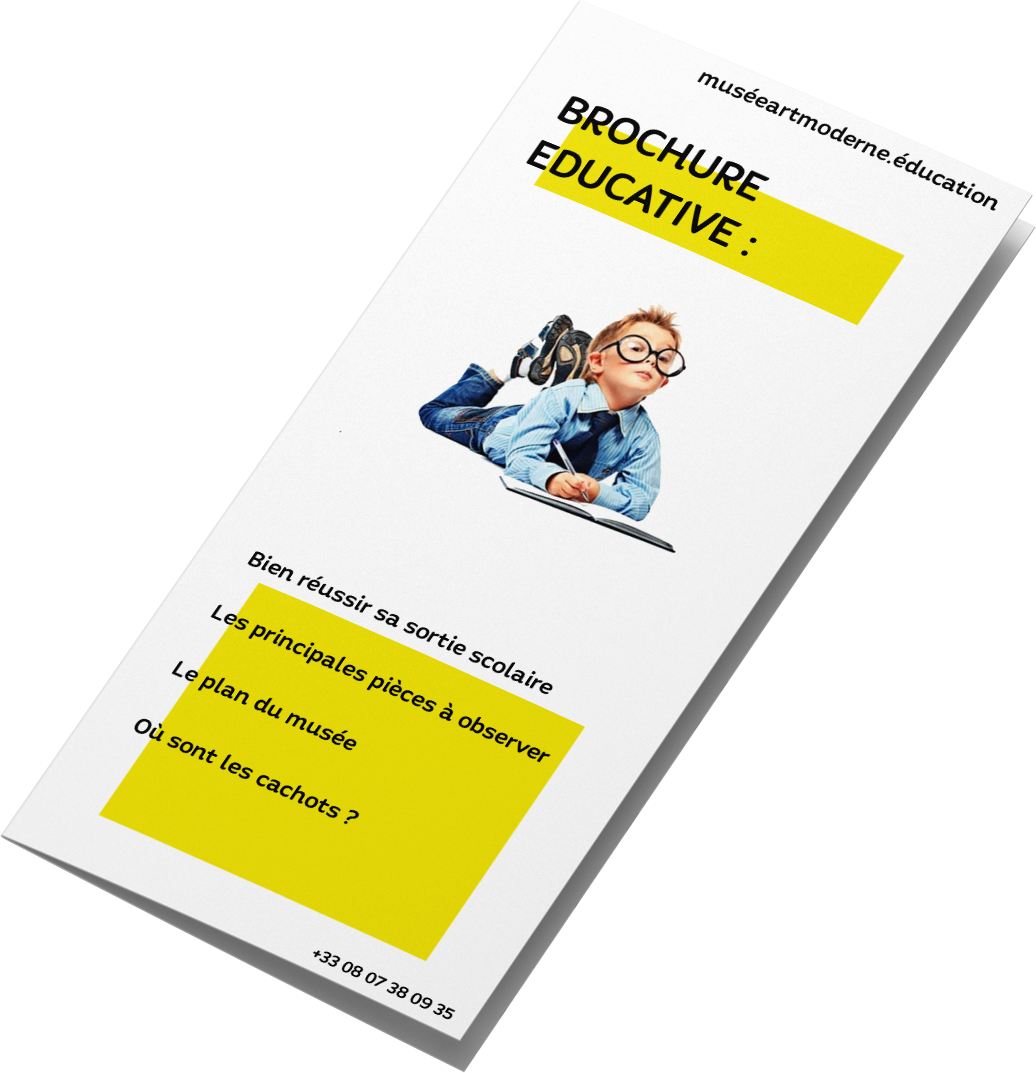 muséeartmoderne.éducation
BROCHURE
EDUCATIVE :
Bien réussir sa sortie scolaire
Les principales pièces à observer
Le plan du musée
Où sont les cachots ?
+33 08 07 38 09 35